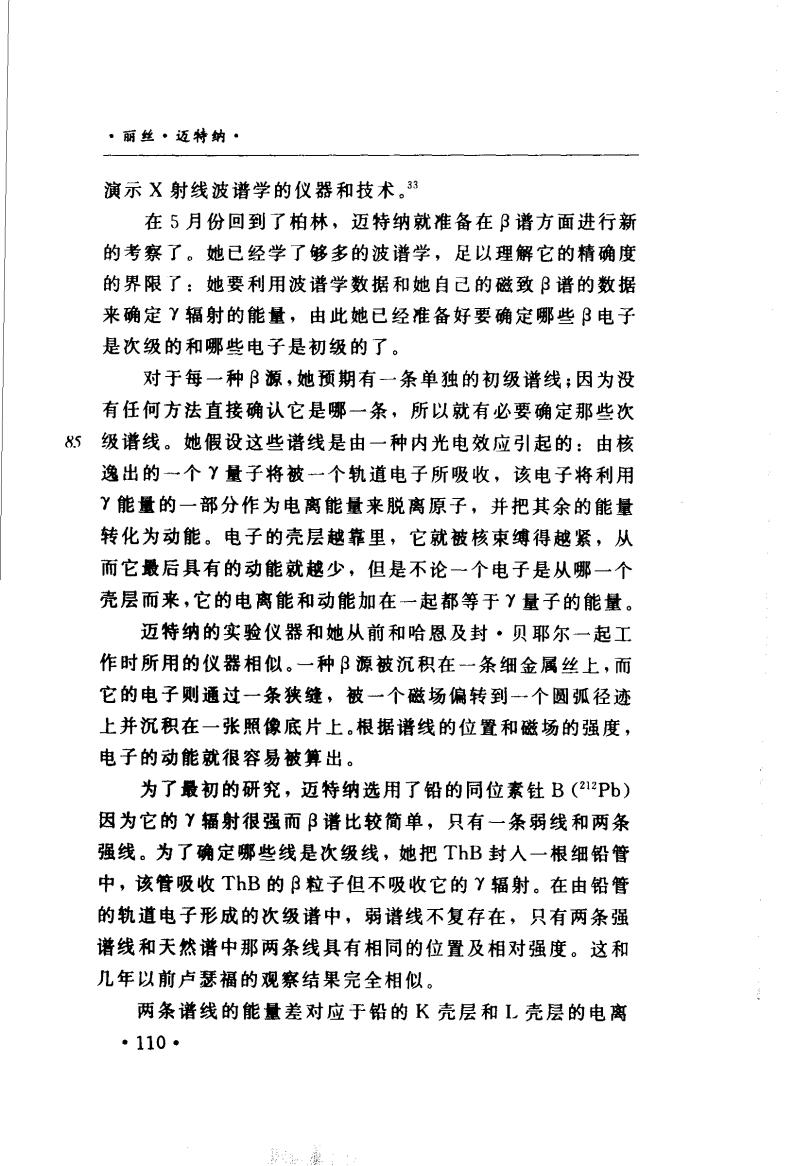 ·丽丝·迈特纳·
演示 X 射线波谱学的仪器和技术。³³
在 5 月份回到了柏林，迈特纳就准备在β谱方面进行新
的考察了。她已经学了够多的波谱学，足以理解它的精确度
的界限了：她要利用波谱学数据和她自己的磁致β谱的数据
来确定γ辐射的能量，由此她已经准备好要确定哪些β电子
是次级的和哪些电子是初级的了。
对于每一种β源，她预期有一条单独的初级谱线；因为没
有任何方法直接确认它是哪一条，所以就有必要确定那些次
85 级谱线。她假设这些谱线是由一种内光电效应引起的：由核
逸出的一个γ量子将被一个轨道电子所吸收，该电子将利用
γ能量的一部分作为电离能量来脱离原子，并把其余的能量
转化为动能。电子的壳层越靠里，它就被核束缚得越紧，从
而它最后具有的动能就越少，但是不论一个电子是从哪一个
壳层而来，它的电离能和动能加在一起都等于γ量子的能量。
迈特纳的实验仪器和她从前和哈恩及封·贝耶尔一起工
作时所用的仪器相似。一种β源被沉积在一条细金属丝上，而
它的电子则通过一条狭缝，被一个磁场偏转到一个圆弧径迹
上并沉积在一张照像底片上。根据谱线的位置和磁场的强度，
电子的动能就很容易被算出。
为了最初的研究，迈特纳选用了铅的同位素钍 B（²¹²Pb）
因为它的γ辐射很强而β谱比较简单，只有一条弱线和两条
强线。为了确定哪些线是次级线，她把 ThB 封入一根细铅管
中，该管吸收 ThB 的β粒子但不吸收它的γ辐射。在由铅管
的轨道电子形成的次级谱中，弱谱线不复存在，只有两条强
谱线和天然谱中那两条线具有相同的位置及相对强度。这和
几年以前卢瑟福的观察结果完全相似。
两条谱线的能量差对应于铅的 K 壳层和 L 壳层的电离
·110·